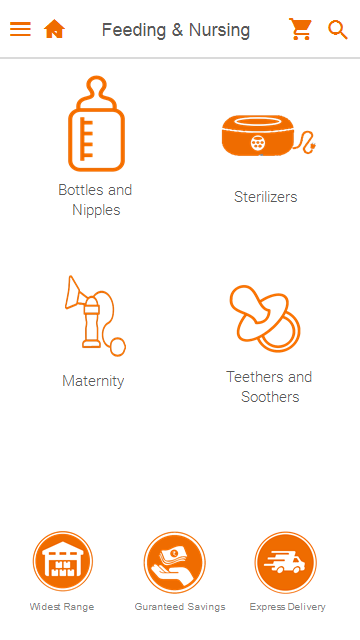 Feeding & Nursing
Bottles and
Nipples
Sterilizers
Maternity
Teethers and
Soothers
Widest Range
Guranteed Savings
Express Delivery